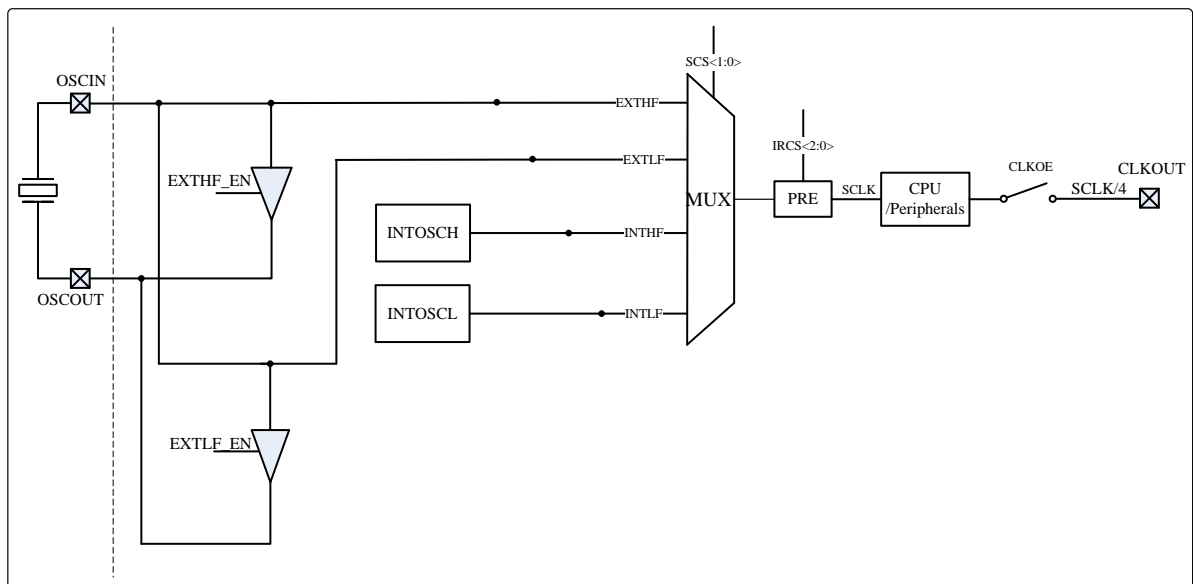 SCS<1:0>
OSCIN
EXTHF
IRCS<2:0>
EXTLF
CLKOE
CLKOUT
EXTHF_EN
MUX
PRE
SCLK
CPU
/Peripherals
SCLK/4
INTOSCH
INTHF
OSCOUT
INTOSCL
INTLF
EXTLF_EN